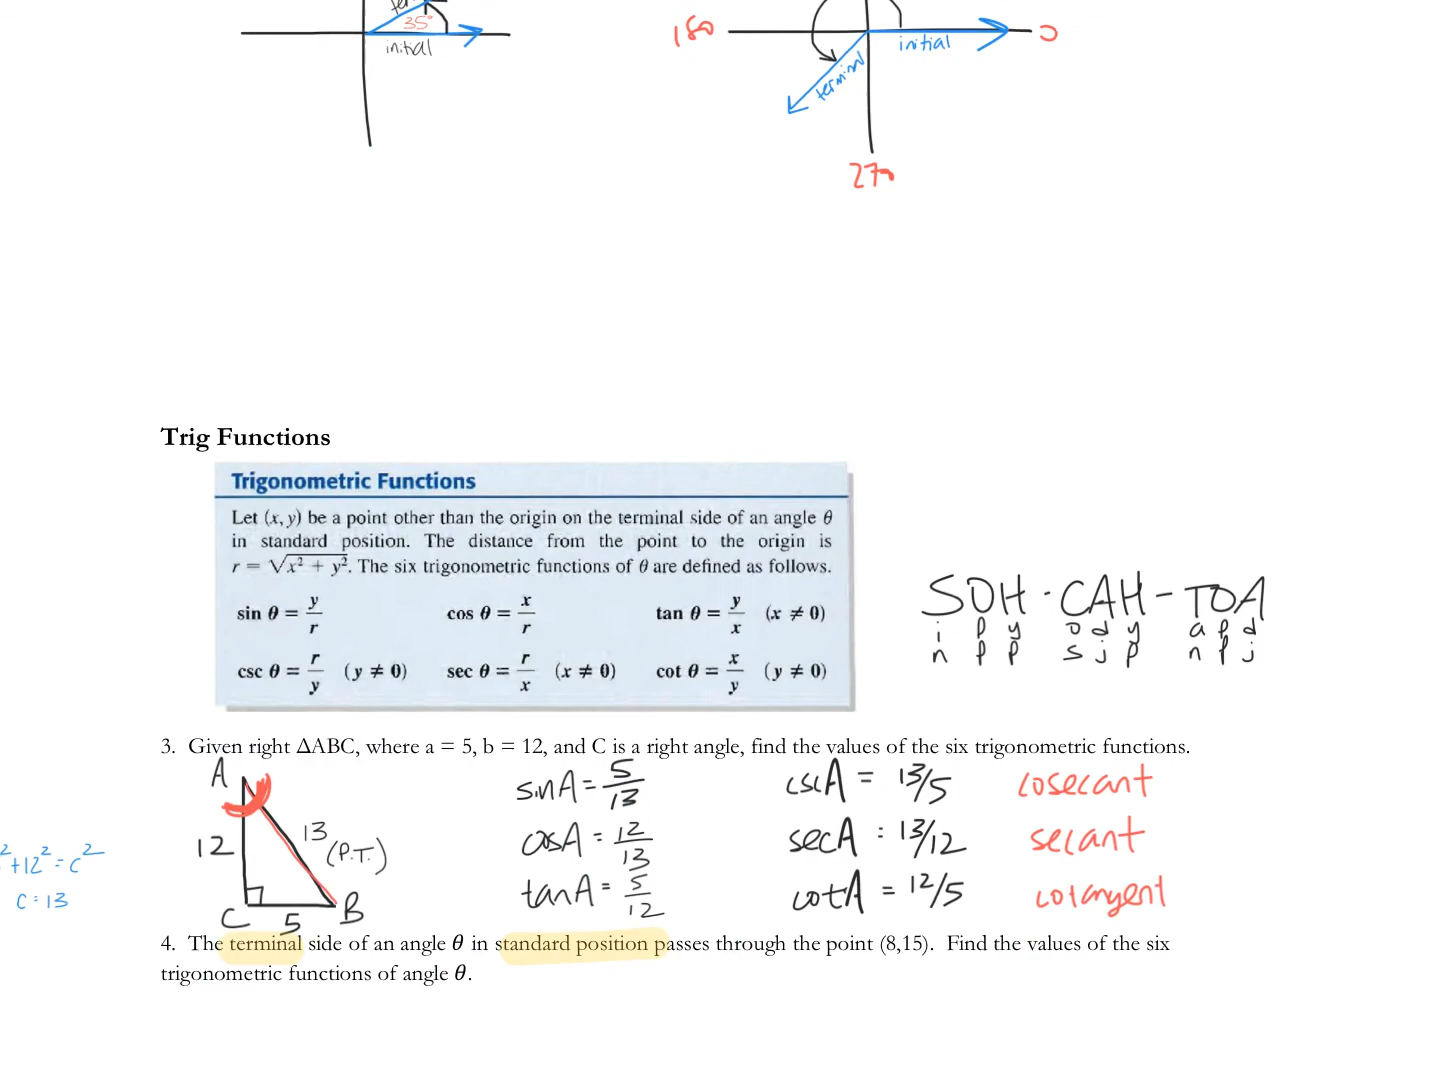 35°
initial
180
initial
terminal
270
Trig Functions
Trigonometric Functions
Let (x, y) be a point other than the origin on the terminal side of an angle θ
in standard position. The distance from the point to the origin is
r = √x² + y². The six trigonometric functions of θ are defined as follows.
sin θ = y/r cos θ = x/r tan θ = y/x (x ≠ 0)
csc θ = r/y (y ≠ 0) sec θ = r/x (x ≠ 0) cot θ = x/y (y ≠ 0)
SOH · CAH - TOA
i p y o d y a p d
n p p s j p n p j
3. Given right ΔABC, where a = 5, b = 12, and C is a right angle, find the values of the six trigonometric functions.
A
12
13
(P.T.)
C
5
B
²+12²=c²
c=13
sinA = 5/13
cosA = 12/13
tanA = 5/12
cscA = 13/5 cosecant
secA = 13/12 secant
cotA = 12/5 cotangent
4. The terminal side of an angle θ in standard position passes through the point (8,15). Find the values of the six
trigonometric functions of angle θ.